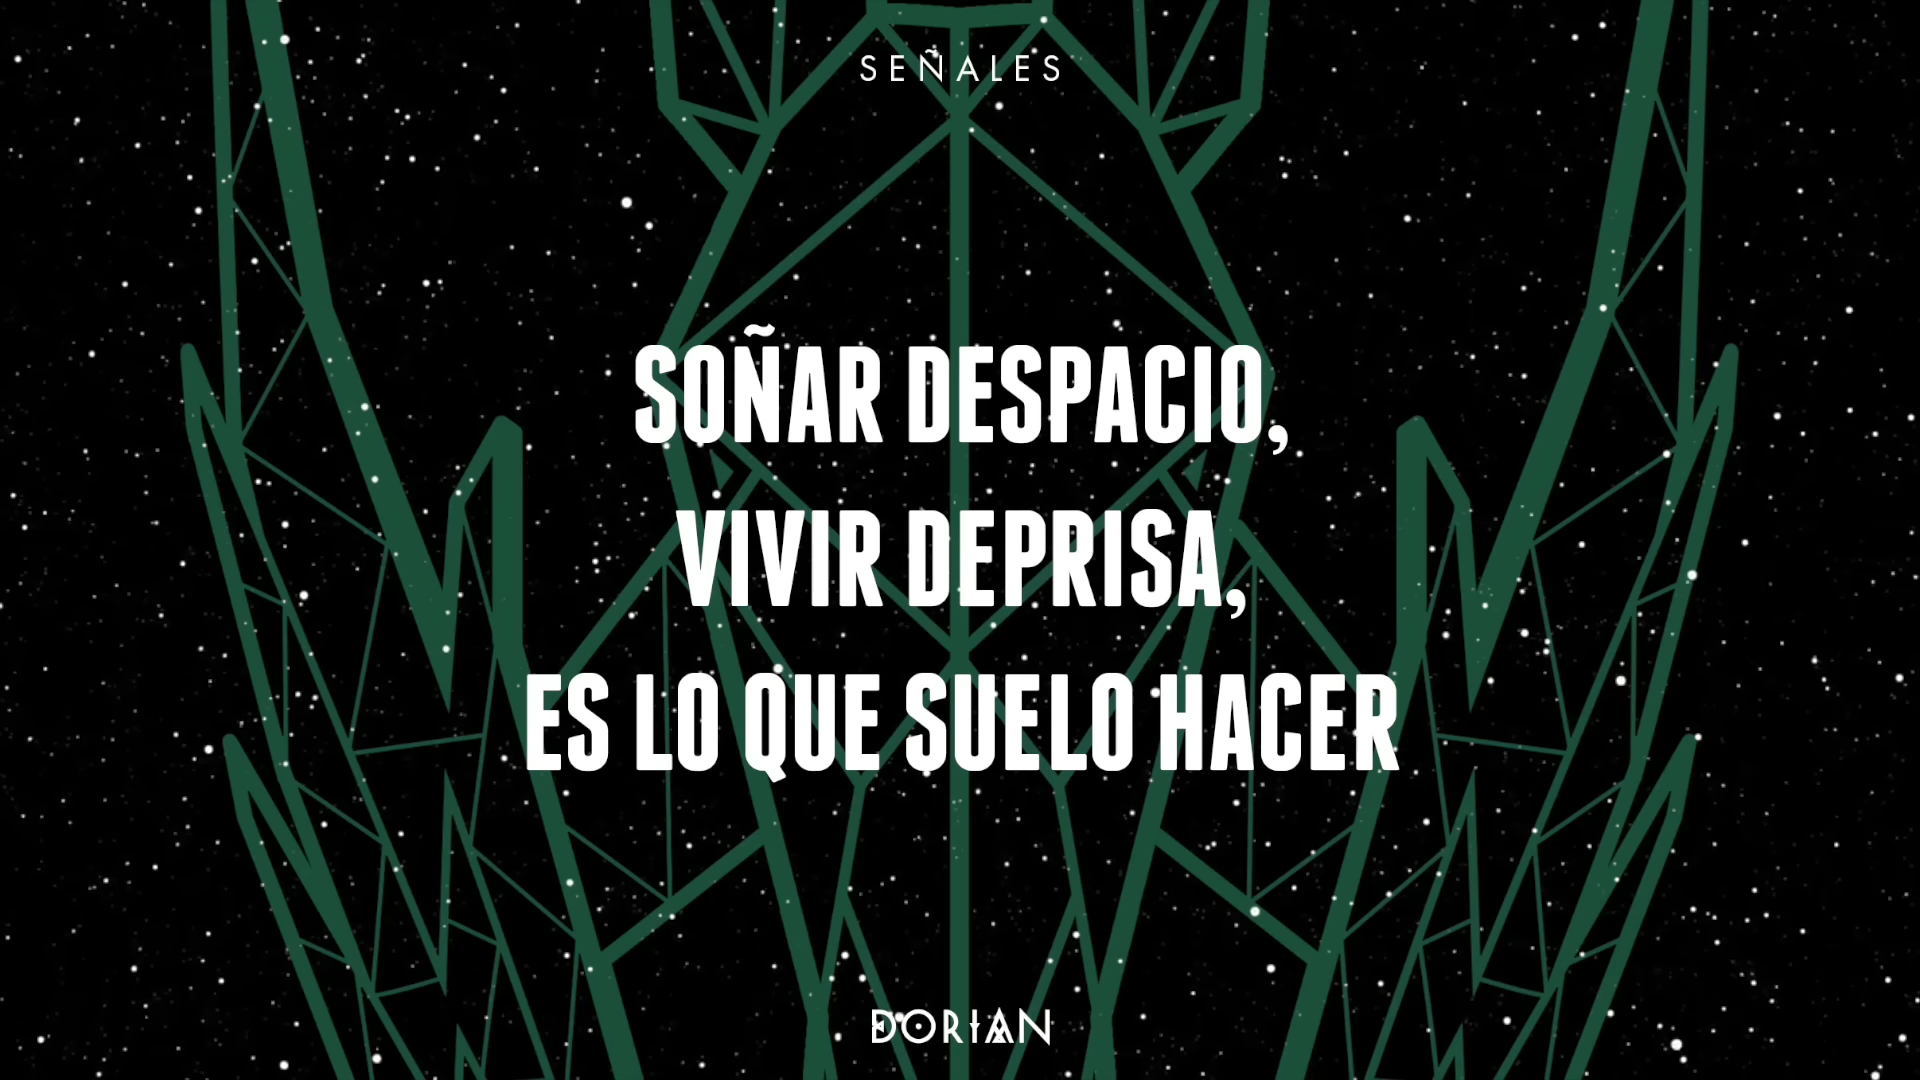 SEÑALES
SOÑAR DESPACIO,
VIVIR DEPRISA,
ES LO QUE SUELO HACER
DORIAN